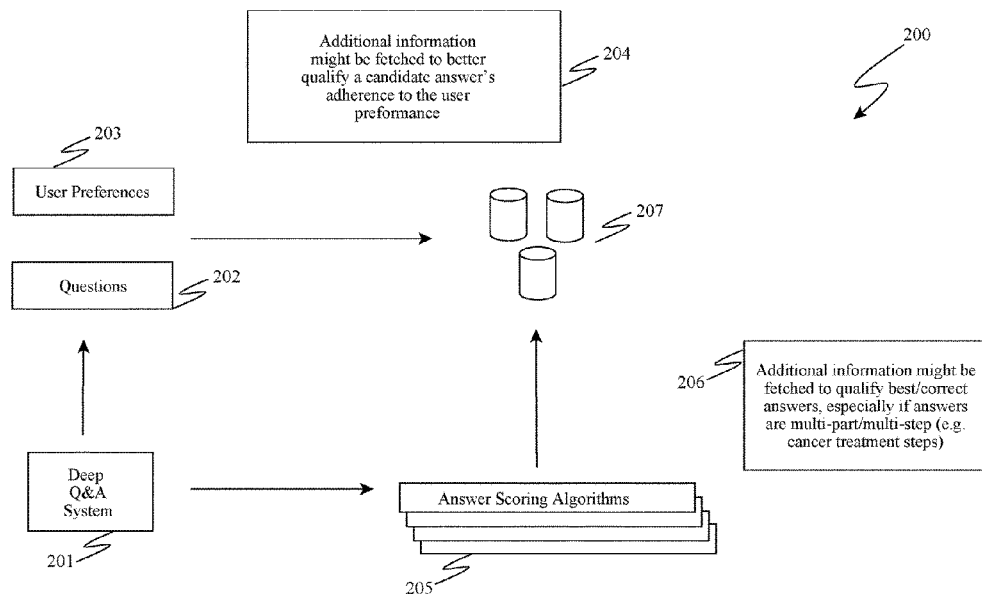 Additional information
might be fetched to better
qualify a candidate answer's
adherence to the user
preformance
204
200
203
User Preferences
207
Questions
202
206
Additional information might be
fetched to qualify best/correct
answers, especially if answers
are multi-part/multi-step (e.g.
cancer treatment steps)
Deep
Q&A
System
201
Answer Scoring Algorithms
205